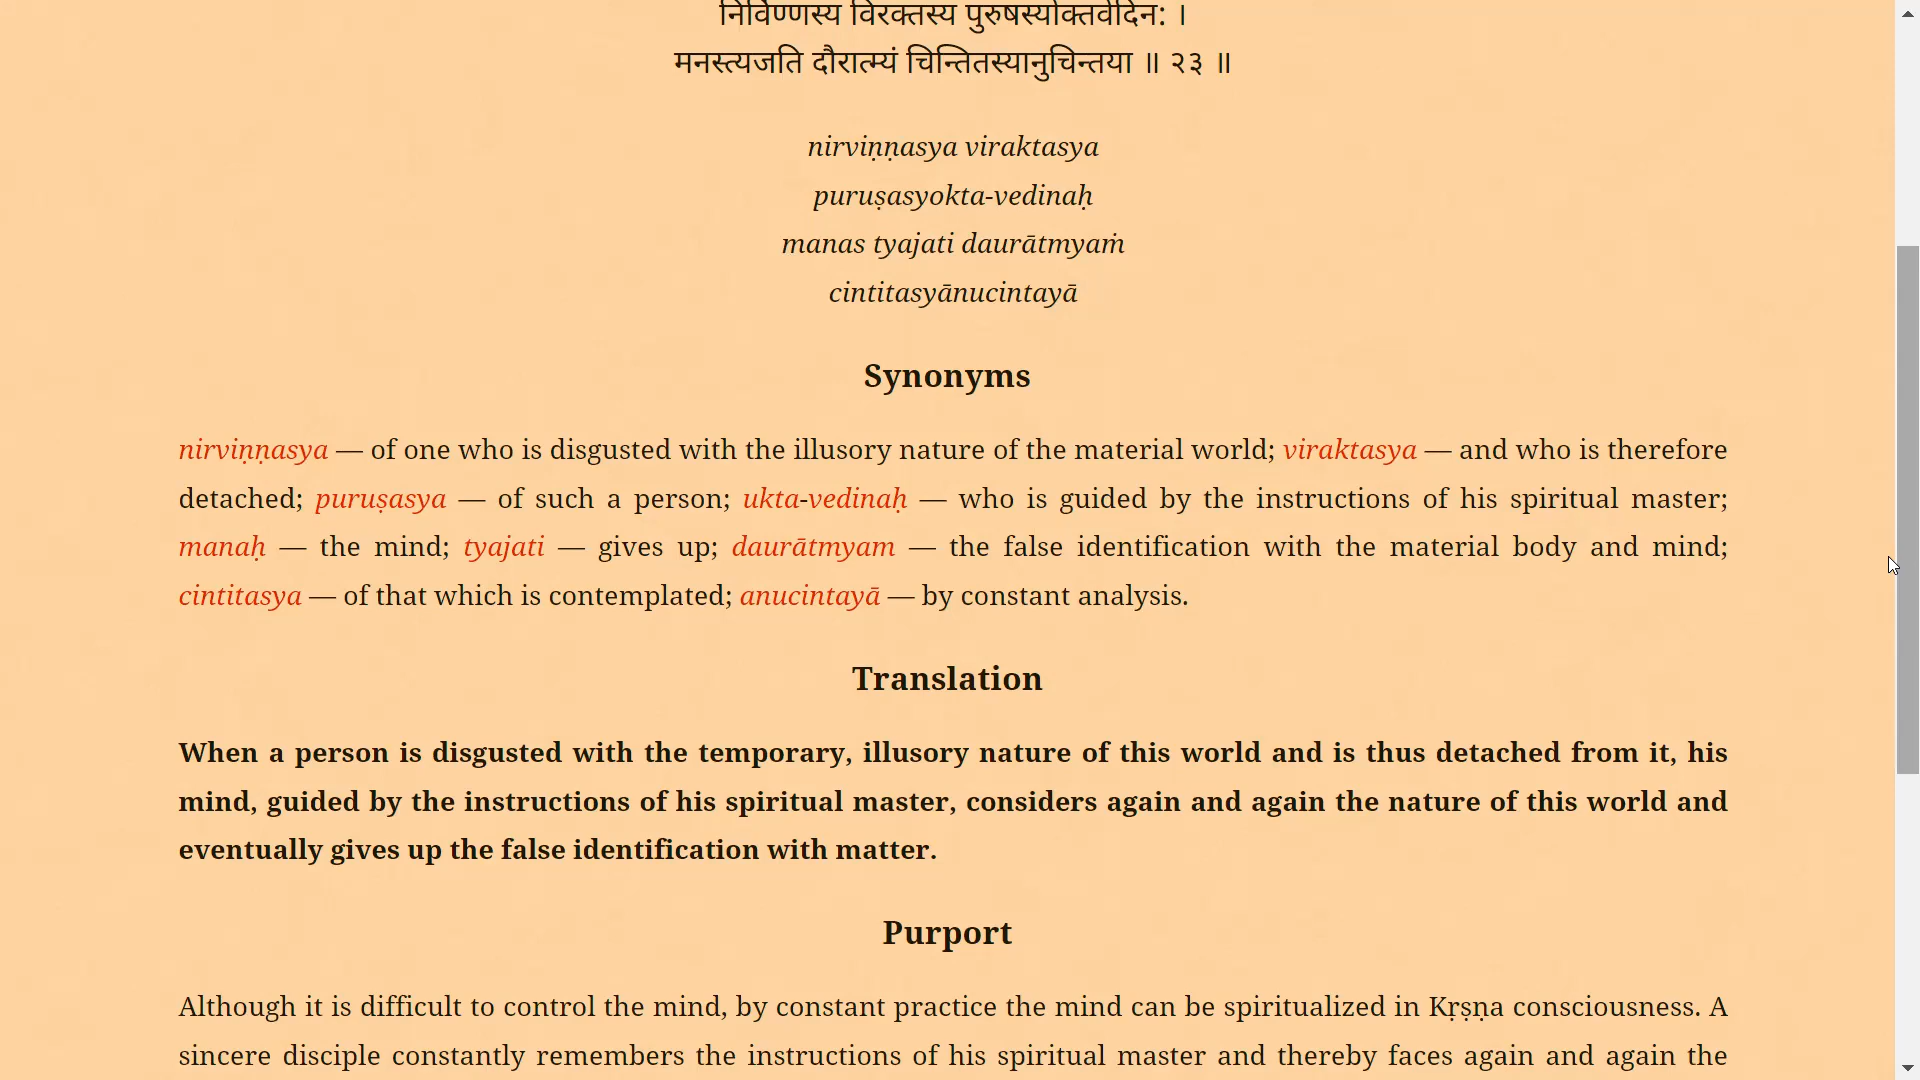 निर्विण्णस्य विरक्तस्य पुरुषस्योक्तवेदिन: ।
मनस्त्यजति दौरात्म्यं चिन्तितस्यानुचिन्तया ॥ २३ ॥
nirviṇṇasya viraktasya
puruṣasyokta-vedinaḥ
manas tyajati daurātmyaṁ
cintitasyānucintayā
Synonyms
nirviṇṇasya — of one who is disgusted with the illusory nature of the material world; viraktasya — and who is therefore
detached; puruṣasya — of such a person; ukta-vedinaḥ — who is guided by the instructions of his spiritual master;
manaḥ — the mind; tyajati — gives up; daurātmyam — the false identification with the material body and mind;
cintitasya — of that which is contemplated; anucintayā — by constant analysis.
Translation
When a person is disgusted with the temporary, illusory nature of this world and is thus detached from it, his
mind, guided by the instructions of his spiritual master, considers again and again the nature of this world and
eventually gives up the false identification with matter.
Purport
Although it is difficult to control the mind, by constant practice the mind can be spiritualized in Kṛṣṇa consciousness. A
sincere disciple constantly remembers the instructions of his spiritual master and thereby faces again and again the